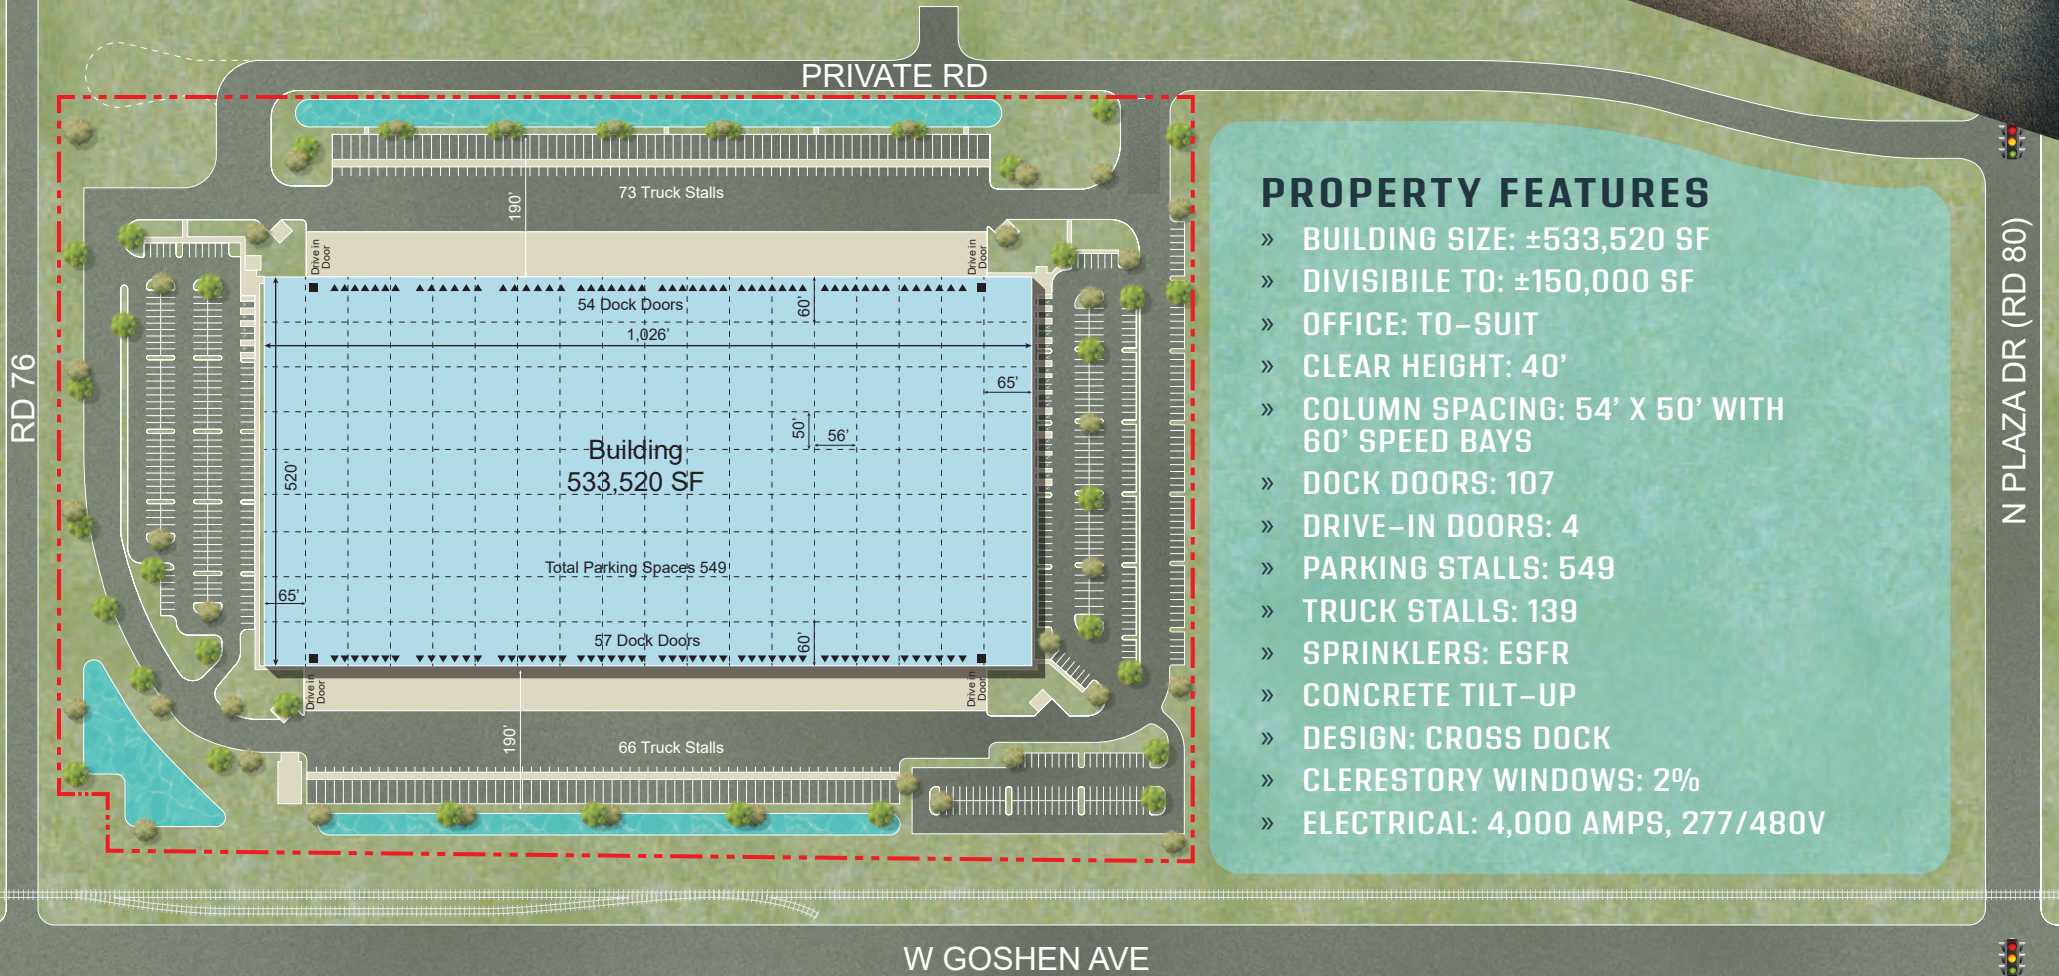 PRIVATE RD
73 Truck Stalls
190'
Drive in
Door
Drive in
Door
54 Dock Doors
60'
1,026'
65'
50'
56'
Building
533,520 SF
520'
Total Parking Spaces 549
65'
57 Dock Doors
60'
Drive in
Door
Drive in
Door
190'
66 Truck Stalls
RD 76
W GOSHEN AVE
N PLAZA DR (RD 80)
PROPERTY FEATURES
» BUILDING SIZE: ±533,520 SF
» DIVISIBILE TO: ±150,000 SF
» OFFICE: TO–SUIT
» CLEAR HEIGHT: 40'
» COLUMN SPACING: 54' X 50' WITH
60' SPEED BAYS
» DOCK DOORS: 107
» DRIVE–IN DOORS: 4
» PARKING STALLS: 549
» TRUCK STALLS: 139
» SPRINKLERS: ESFR
» CONCRETE TILT–UP
» DESIGN: CROSS DOCK
» CLERESTORY WINDOWS: 2%
» ELECTRICAL: 4,000 AMPS, 277/480V